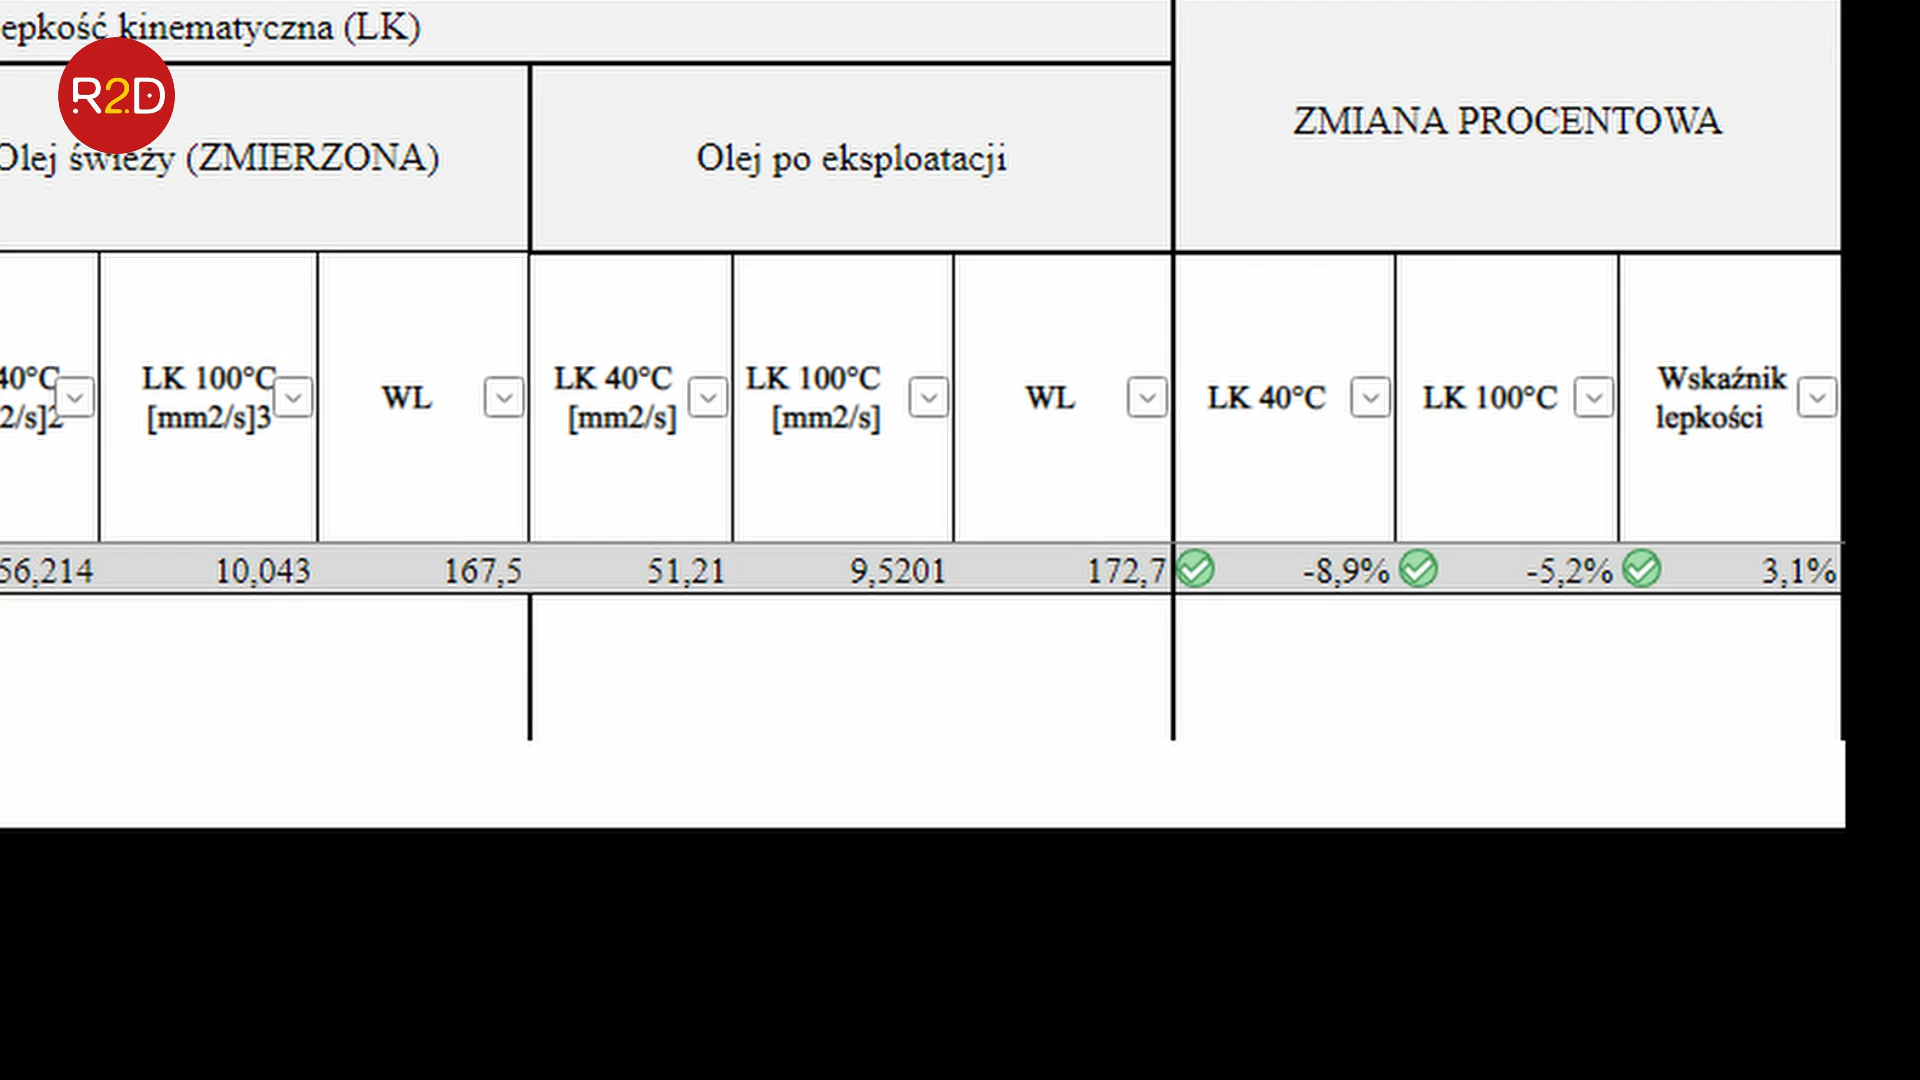 epkość kinematyczna (LK)
R2D
Olej świeży (ZMIERZONA)
Olej po eksploatacji
ZMIANA PROCENTOWA
40°C
2/s]2
LK 100°C
[mm2/s]3
WL
LK 40°C
[mm2/s]
LK 100°C
[mm2/s]
WL
LK 40°C
LK 100°C
Wskaźnik
lepkości
56,214 10,043 167,5 51,21 9,5201 172,7 -8,9% -5,2% 3,1%